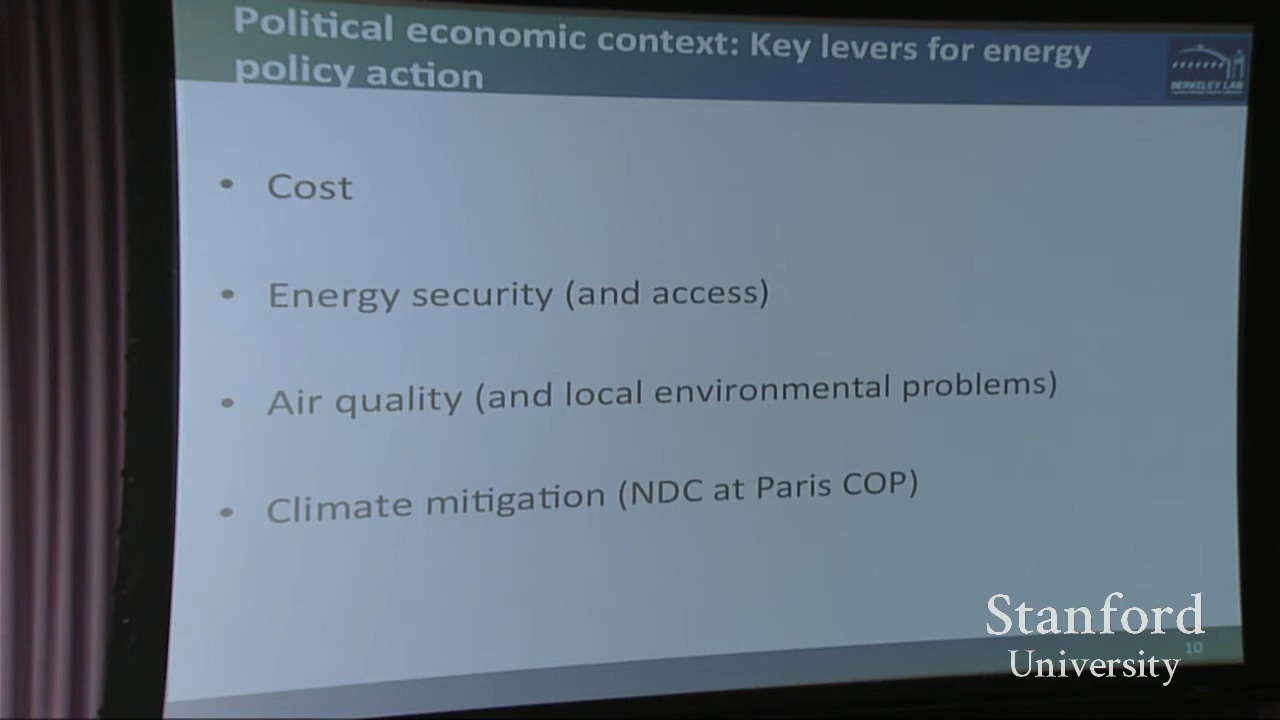 Political economic context: Key levers for energy
policy action
BERKELEY LAB
• Cost
• Energy security (and access)
• Air quality (and local environmental problems)
• Climate mitigation (NDC at Paris COP)
10
Stanford
University